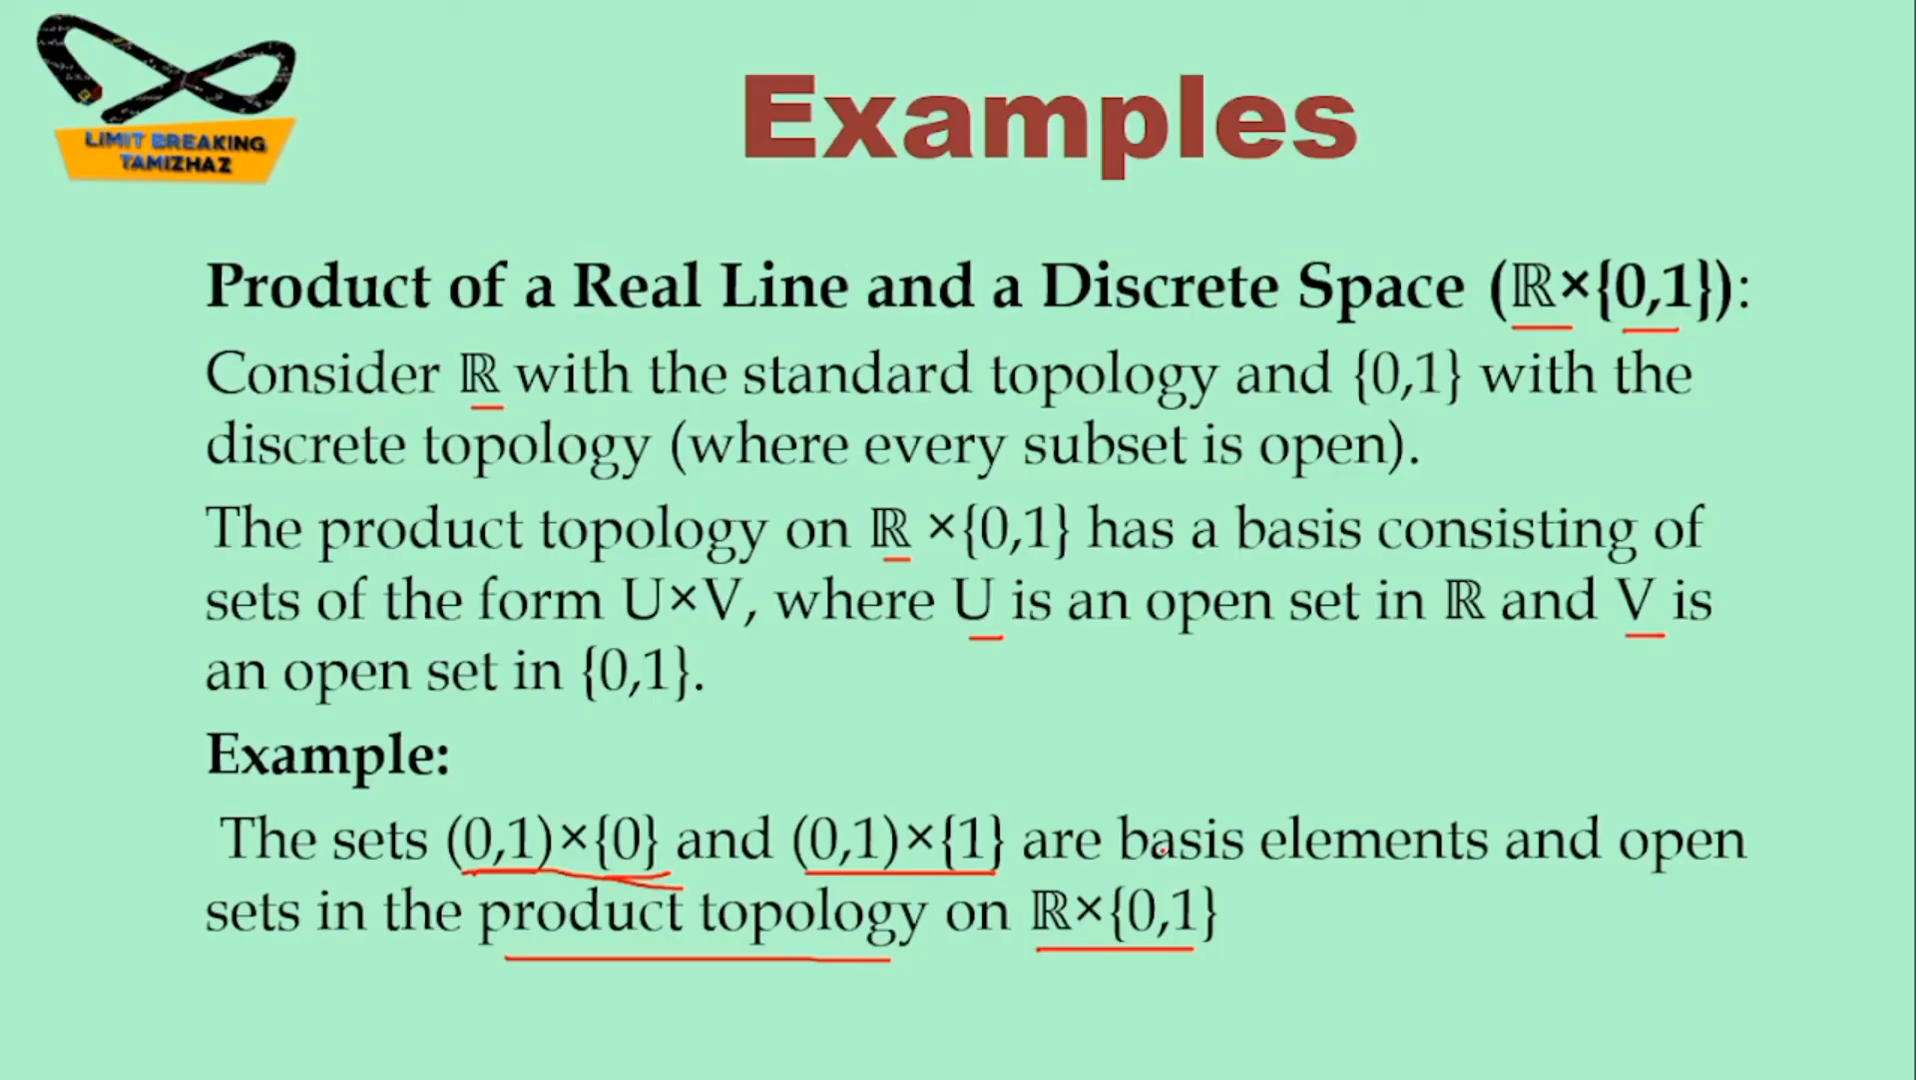 LIMIT BREAKING
TAMIZHAZ
Examples
Product of a Real Line and a Discrete Space (ℝ×{0,1}):
Consider ℝ with the standard topology and {0,1} with the
discrete topology (where every subset is open).
The product topology on ℝ ×{0,1} has a basis consisting of
sets of the form U×V, where U is an open set in ℝ and V is
an open set in {0,1}.
Example:
The sets (0,1)×{0} and (0,1)×{1} are basis elements and open
sets in the product topology on ℝ×{0,1}